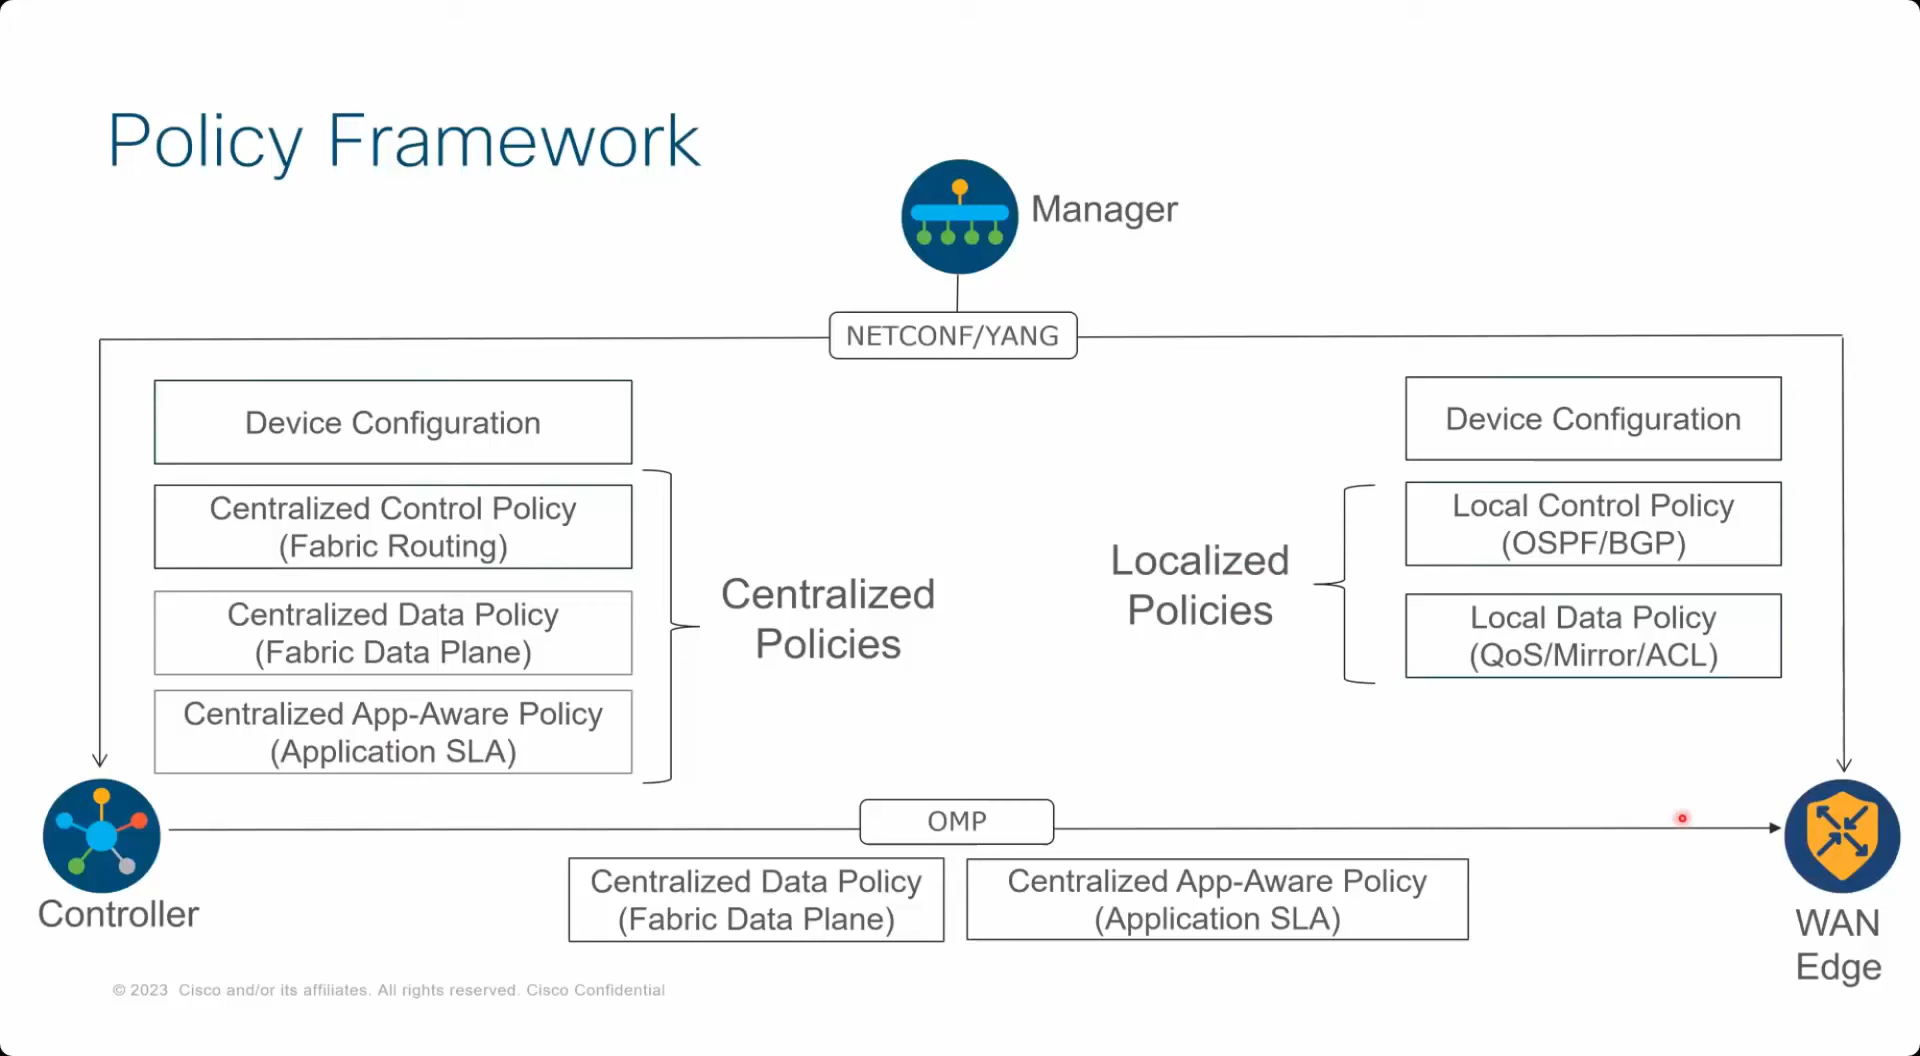 Policy Framework
Manager
NETCONF/YANG
Device Configuration
Centralized Control Policy
(Fabric Routing)
Centralized Data Policy
(Fabric Data Plane)
Centralized App-Aware Policy
(Application SLA)
Centralized
Policies
Localized
Policies
Device Configuration
Local Control Policy
(OSPF/BGP)
Local Data Policy
(QoS/Mirror/ACL)
Controller
OMP
Centralized Data Policy
(Fabric Data Plane)
Centralized App-Aware Policy
(Application SLA)
WAN
Edge
© 2023 Cisco and/or its affiliates. All rights reserved. Cisco Confidential